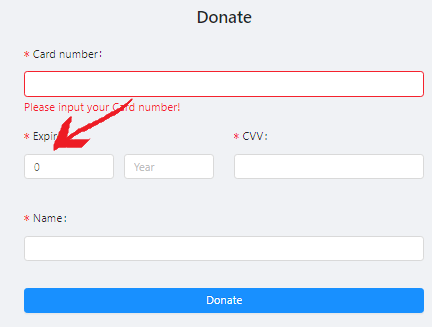 Donate
* Card number:
Please input your Card number!
* Expir
* CVV:
0
Year
* Name:
Donate